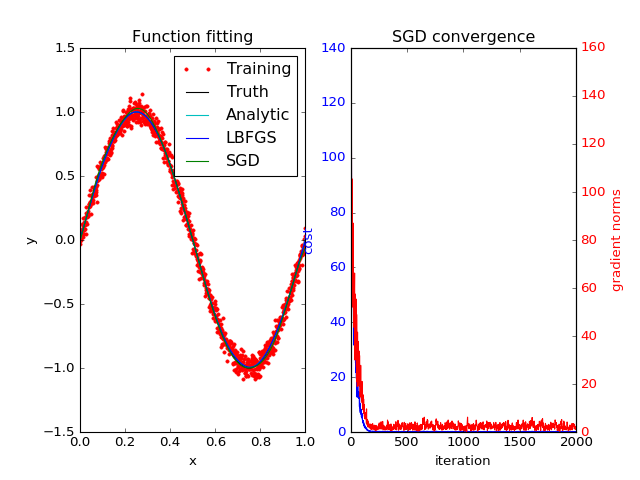 Function fitting
1.5
1.0
0.5
0.0
−0.5
−1.0
−1.5
y
0.0 0.2 0.4 0.6 0.8 1.0
x
Training
Truth
Analytic
LBFGS
SGD
SGD convergence
140
120
100
80
60
40
20
0
cost
160
140
120
100
80
60
40
20
0
gradient norms
0 500 1000 1500 2000
iteration